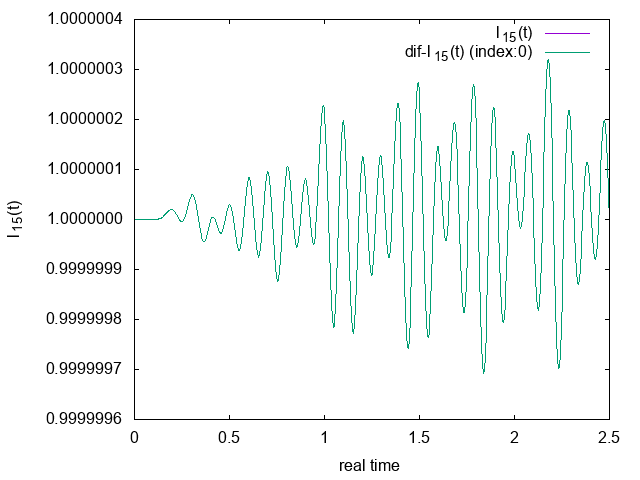 1.0000004
1.0000003
1.0000002
1.0000001
1.0000000
0.9999999
0.9999998
0.9999997
0.9999996
0 0.5 1 1.5 2 2.5
real time
I15(t)
I15(t)
dif-I15(t) (index:0)